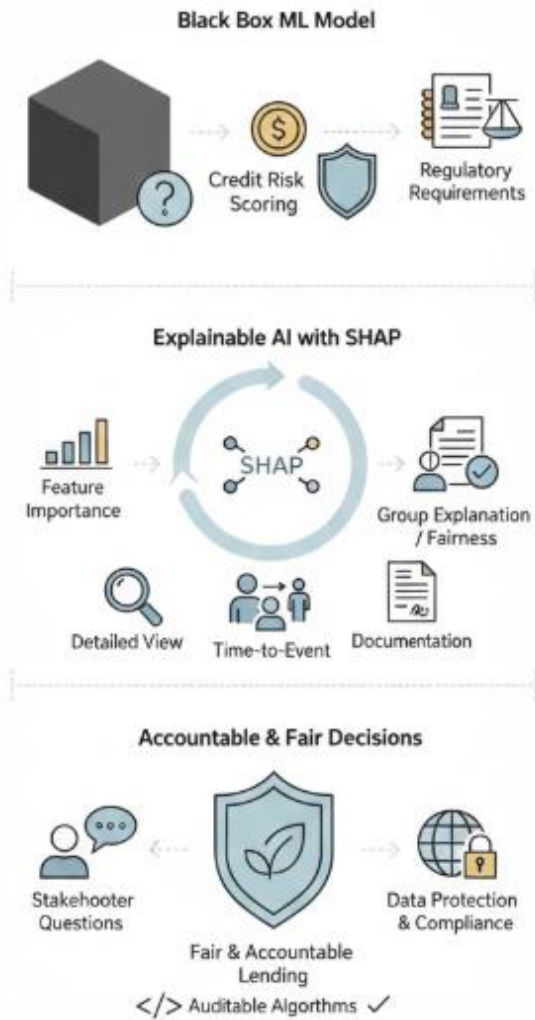 Black Box ML Model
?
$
Credit Risk
Scoring
Regulatory
Requirements
Explainable AI with SHAP
SHAP
Feature
Importance
Group Explanation
/ Fairness
Detailed View
Time-to-Event
Documentation
Accountable & Fair Decisions
Stakehooter
Questions
Data Protection
& Compliance
Fair & Accountable
Lending
</> Auditable Algorithms ✓